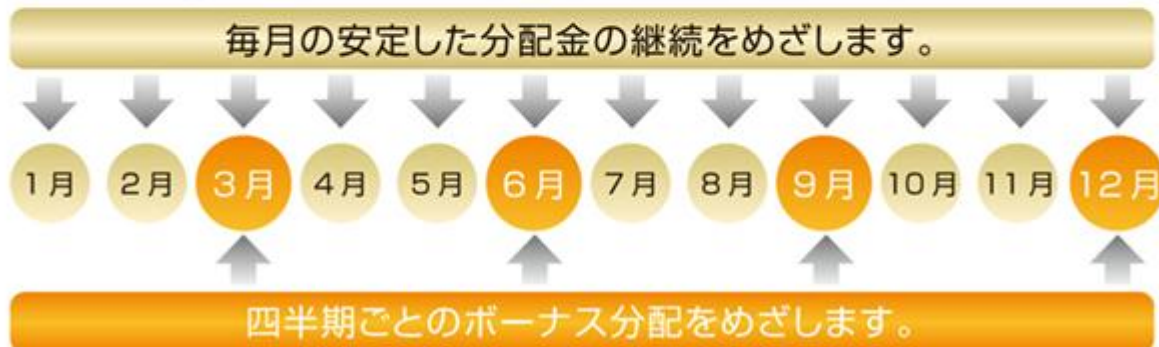 毎月の安定した分配金の継続をめざします。
1月 2月 3月 4月 5月 6月 7月 8月 9月 10月 11月 12月
四半期ごとのボーナス分配をめざします。